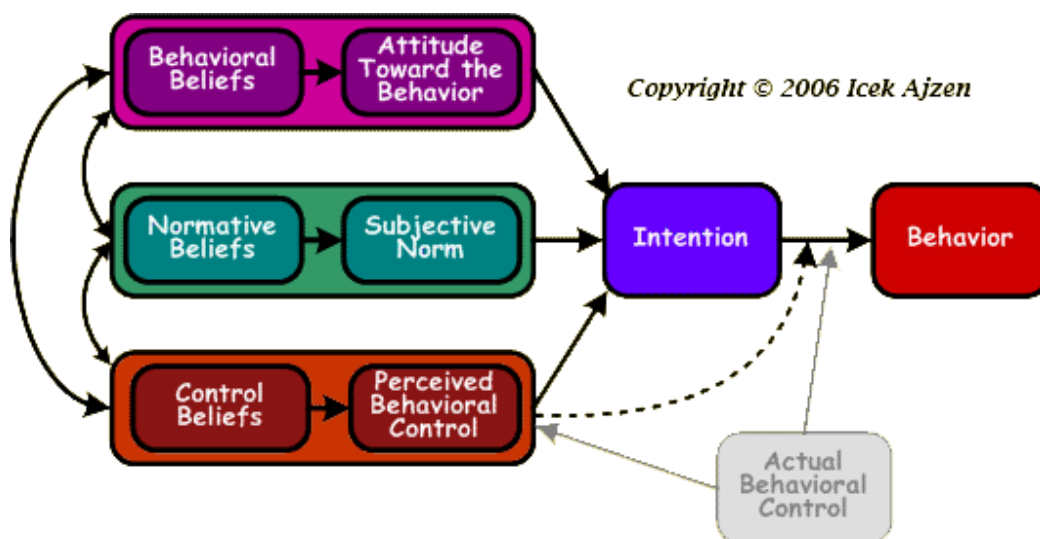 Behavioral
Beliefs
Attitude
Toward the
Behavior
Copyright © 2006 Icek Ajzen
Normative
Beliefs
Subjective
Norm
Intention
Behavior
Control
Beliefs
Perceived
Behavioral
Control
Actual
Behavioral
Control